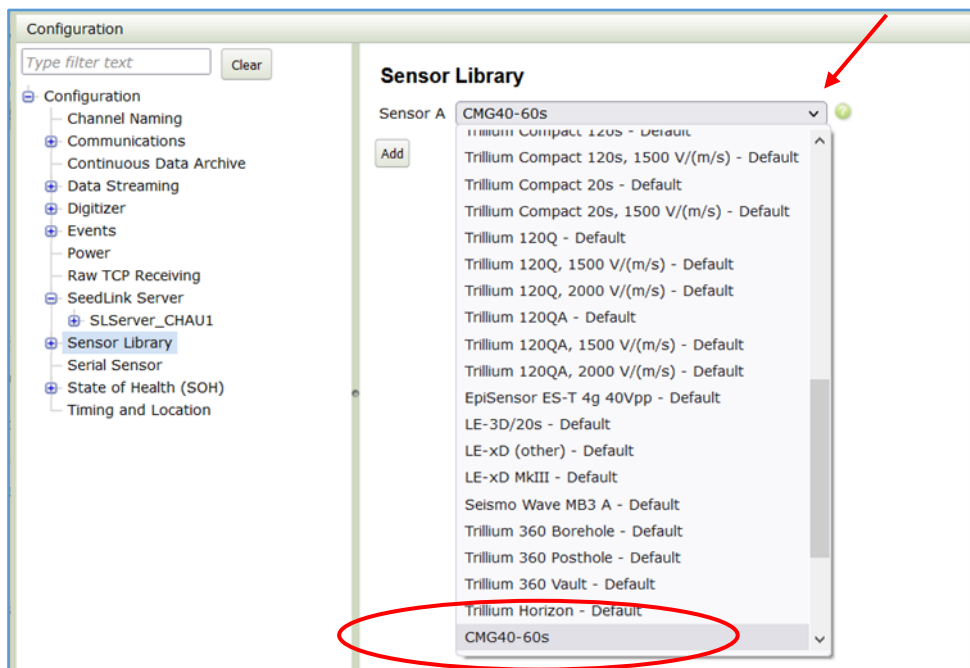 Configuration
Type filter text
Clear
Configuration
Channel Naming
Communications
Continuous Data Archive
Data Streaming
Digitizer
Events
Power
Raw TCP Receiving
SeedLink Server
SLServer_CHAU1
Sensor Library
Serial Sensor
State of Health (SOH)
Timing and Location
Sensor Library
Sensor A CMG40-60s
?
Add
Trillium Compact 120s - Default
Trillium Compact 120s, 1500 V/(m/s) - Default
Trillium Compact 20s - Default
Trillium Compact 20s, 1500 V/(m/s) - Default
Trillium 120Q - Default
Trillium 120Q, 1500 V/(m/s) - Default
Trillium 120Q, 2000 V/(m/s) - Default
Trillium 120QA - Default
Trillium 120QA, 1500 V/(m/s) - Default
Trillium 120QA, 2000 V/(m/s) - Default
EpiSensor ES-T 4g 40Vpp - Default
LE-3D/20s - Default
LE-xD (other) - Default
LE-xD MkIII - Default
Seismo Wave MB3 A - Default
Trillium 360 Borehole - Default
Trillium 360 Posthole - Default
Trillium 360 Vault - Default
Trillium Horizon - Default
CMG40-60s